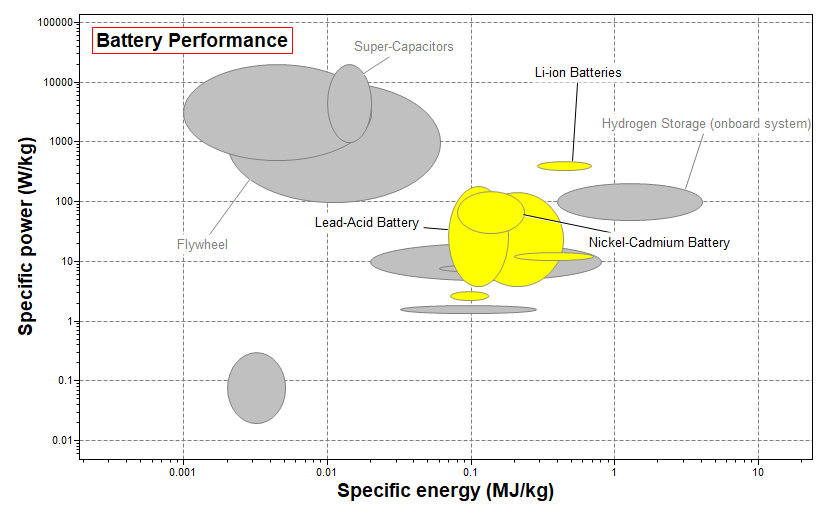 Battery Performance
Super-Capacitors
Li-ion Batteries
Hydrogen Storage (onboard system)
Lead-Acid Battery
Nickel-Cadmium Battery
Flywheel
100000
10000
1000
100
10
1
0.1
0.01
Specific power (W/kg)
0.001
0.01
0.1
1
10
Specific energy (MJ/kg)